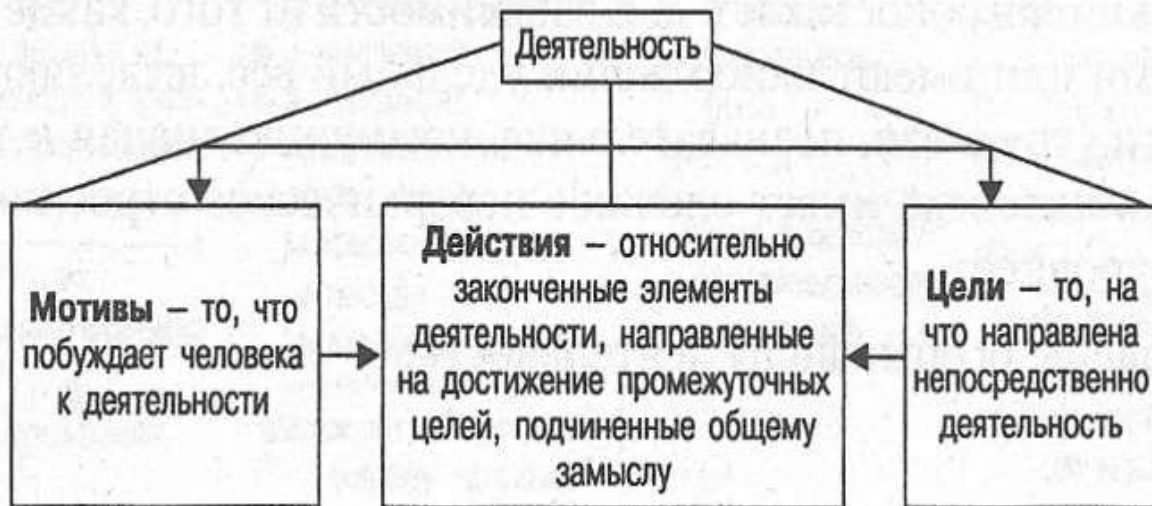 Деятельность
Мотивы – то, что
побуждает человека
к деятельности
Действия – относительно
законченные элементы
деятельности, направленные
на достижение промежуточных
целей, подчиненные общему
замыслу
Цели – то, на
что направлена
непосредственно
деятельность